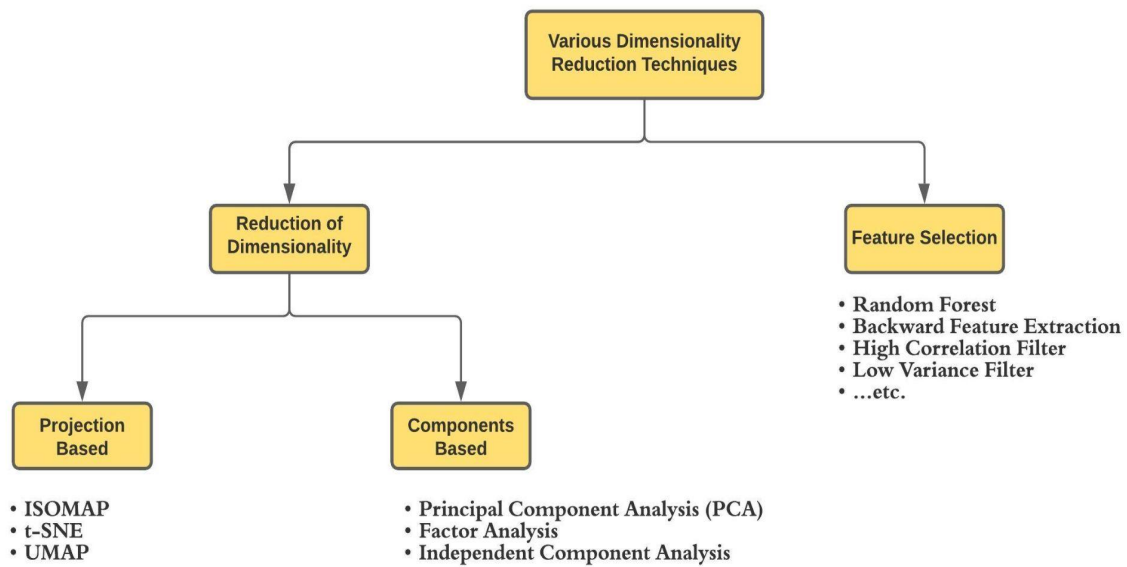 Various Dimensionality
Reduction Techniques
Reduction of
Dimensionality
Feature Selection
• Random Forest
• Backward Feature Extraction
• High Correlation Filter
• Low Variance Filter
• ...etc.
Projection
Based
Components
Based
• ISOMAP
• t-SNE
• UMAP
• Principal Component Analysis (PCA)
• Factor Analysis
• Independent Component Analysis